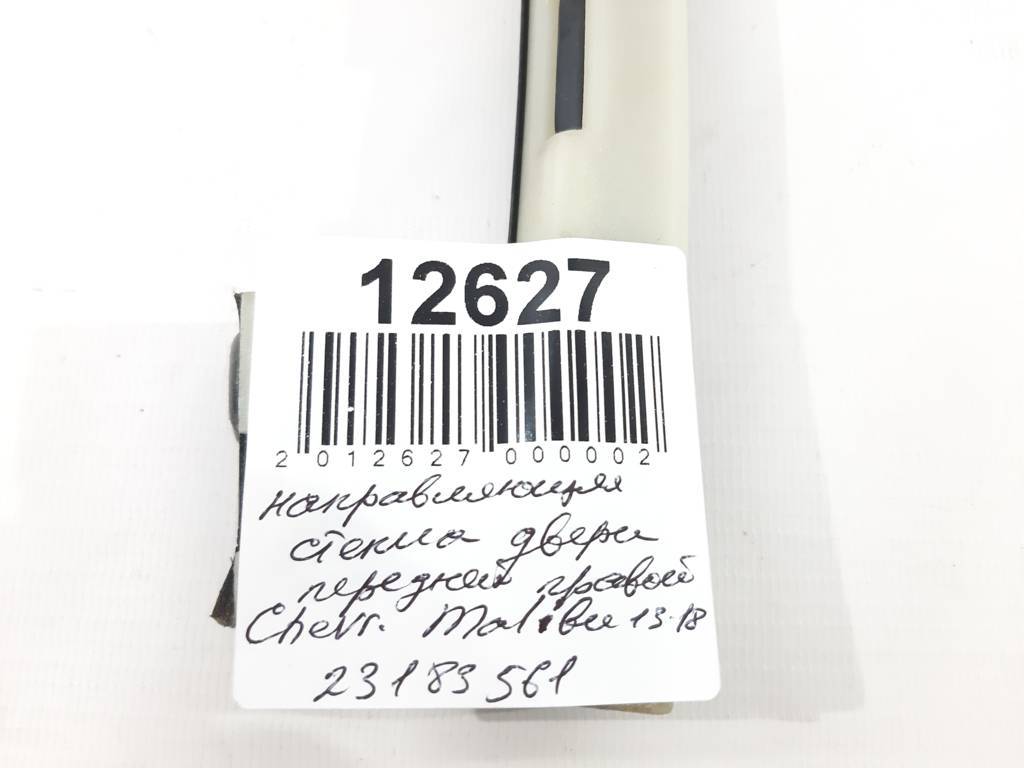 12627
2 012627 000002
направляющая
стекла двери
передней правой
Chevr. Malibu 13-18
23183561